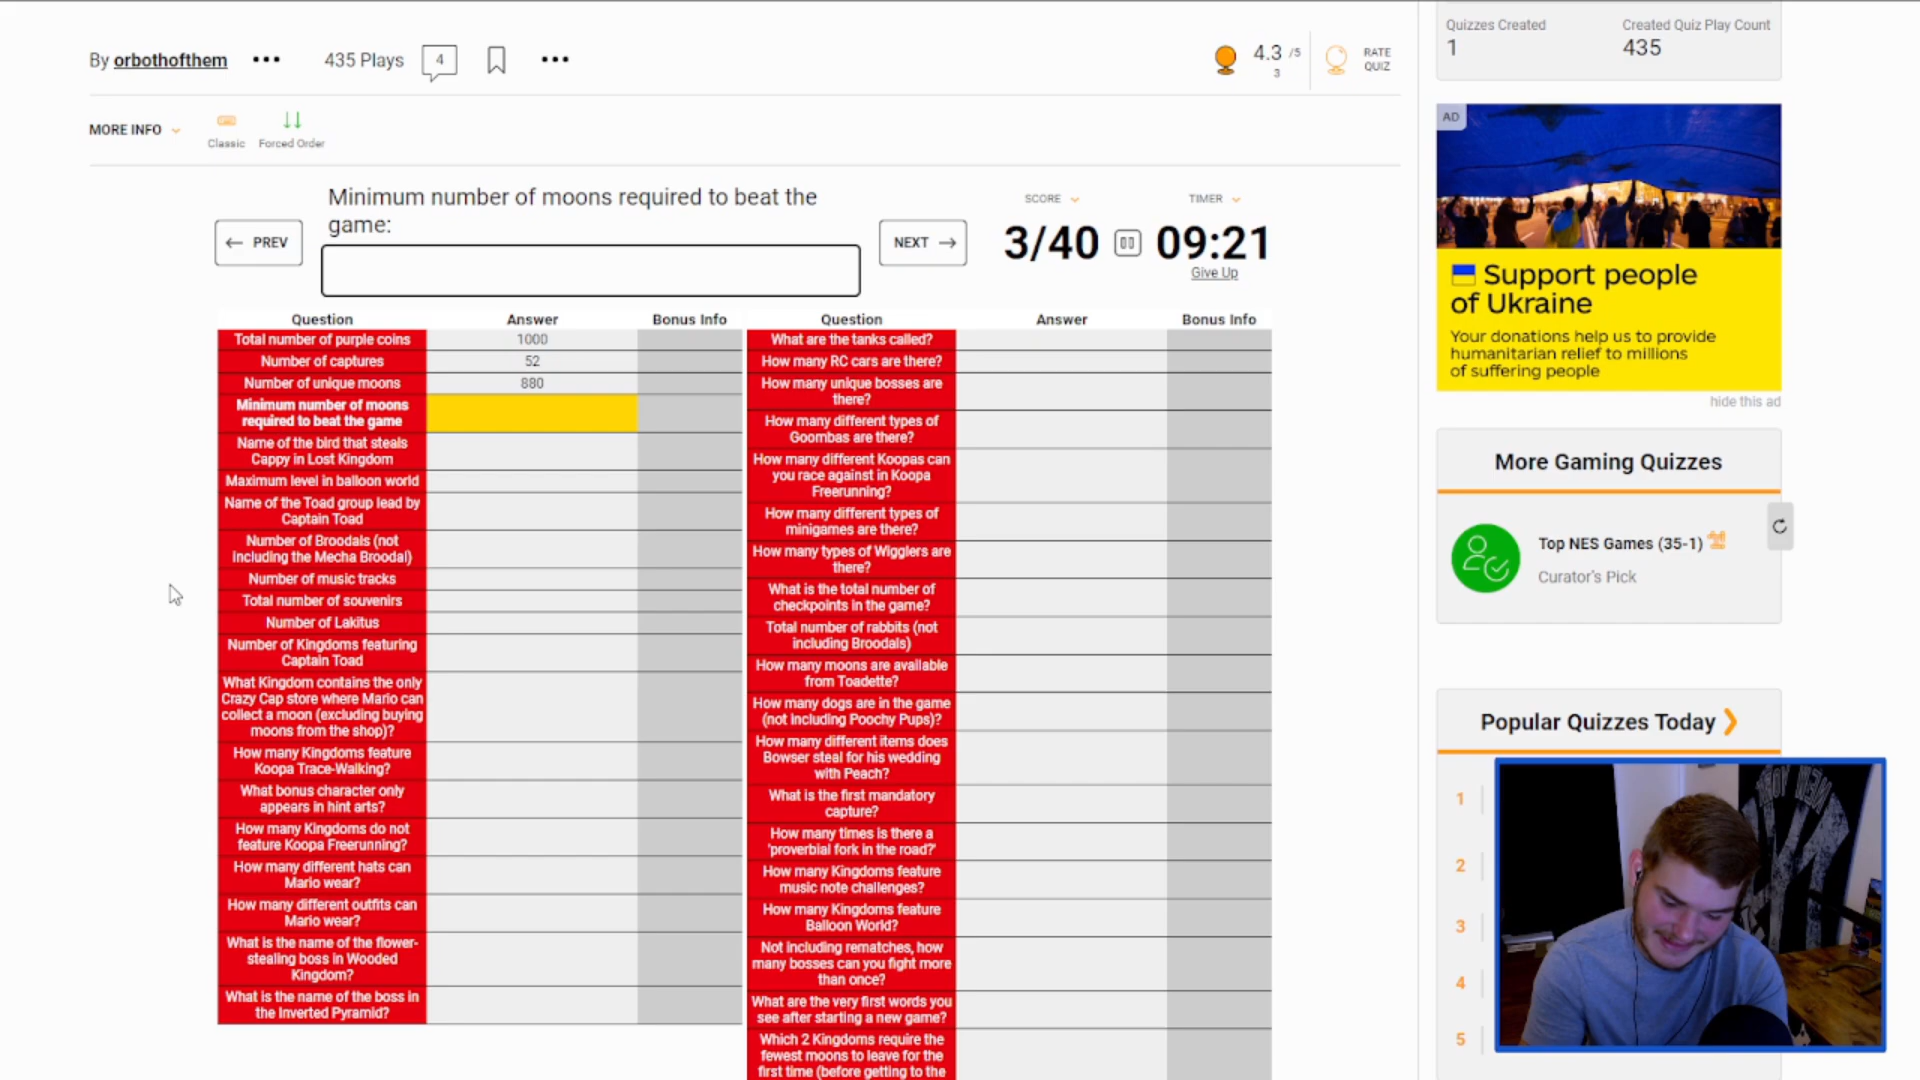 By orbothofthem ••• 435 Plays 4 •••
4.3 /5
3
RATE
QUIZ
MORE INFO
Classic
Forced Order
Minimum number of moons required to beat the
game:
← PREV
NEXT →
SCORE
3/40
TIMER
09:21
Give Up
Question Answer Bonus Info
Total number of purple coins 1000
Number of captures 52
Number of unique moons 880
Minimum number of moons
required to beat the game
Name of the bird that steals
Cappy in Lost Kingdom
Maximum level in balloon world
Name of the Toad group lead by
Captain Toad
Number of Broodals (not
including the Mecha Broodal)
Number of music tracks
Total number of souvenirs
Number of Lakitus
Number of Kingdoms featuring
Captain Toad
What Kingdom contains the only
Crazy Cap store where Mario can
collect a moon (excluding buying
moons from the shop)?
How many Kingdoms feature
Koopa Trace-Walking?
What bonus character only
appears in hint arts?
How many Kingdoms do not
feature Koopa Freerunning?
How many different hats can
Mario wear?
How many different outfits can
Mario wear?
What is the name of the flower-
stealing boss in Wooded
Kingdom?
What is the name of the boss in
the Inverted Pyramid?
Question Answer Bonus Info
What are the tanks called?
How many RC cars are there?
How many unique bosses are
there?
How many different types of
Goombas are there?
How many different Koopas can
you race against in Koopa
Freerunning?
How many different types of
minigames are there?
How many types of Wigglers are
there?
What is the total number of
checkpoints in the game?
Total number of rabbits (not
including Broodals)
How many moons are available
from Toadette?
How many dogs are in the game
(not including Poochy Pups)?
How many different items does
Bowser steal for his wedding
with Peach?
What is the first mandatory
capture?
How many times is there a
'proverbial fork in the road?'
How many Kingdoms feature
music note challenges?
How many Kingdoms feature
Balloon World?
Not including rematches, how
many bosses can you fight more
than once?
What are the very first words you
see after starting a new game?
Which 2 Kingdoms require the
fewest moons to leave for the
first time (before getting to the
Quizzes Created
1
Created Quiz Play Count
435
AD
Support people
of Ukraine
Your donations help us to provide
humanitarian relief to millions
of suffering people
hide this ad
More Gaming Quizzes
Top NES Games (35-1)
Curator's Pick
Popular Quizzes Today
1
2
3
4
5